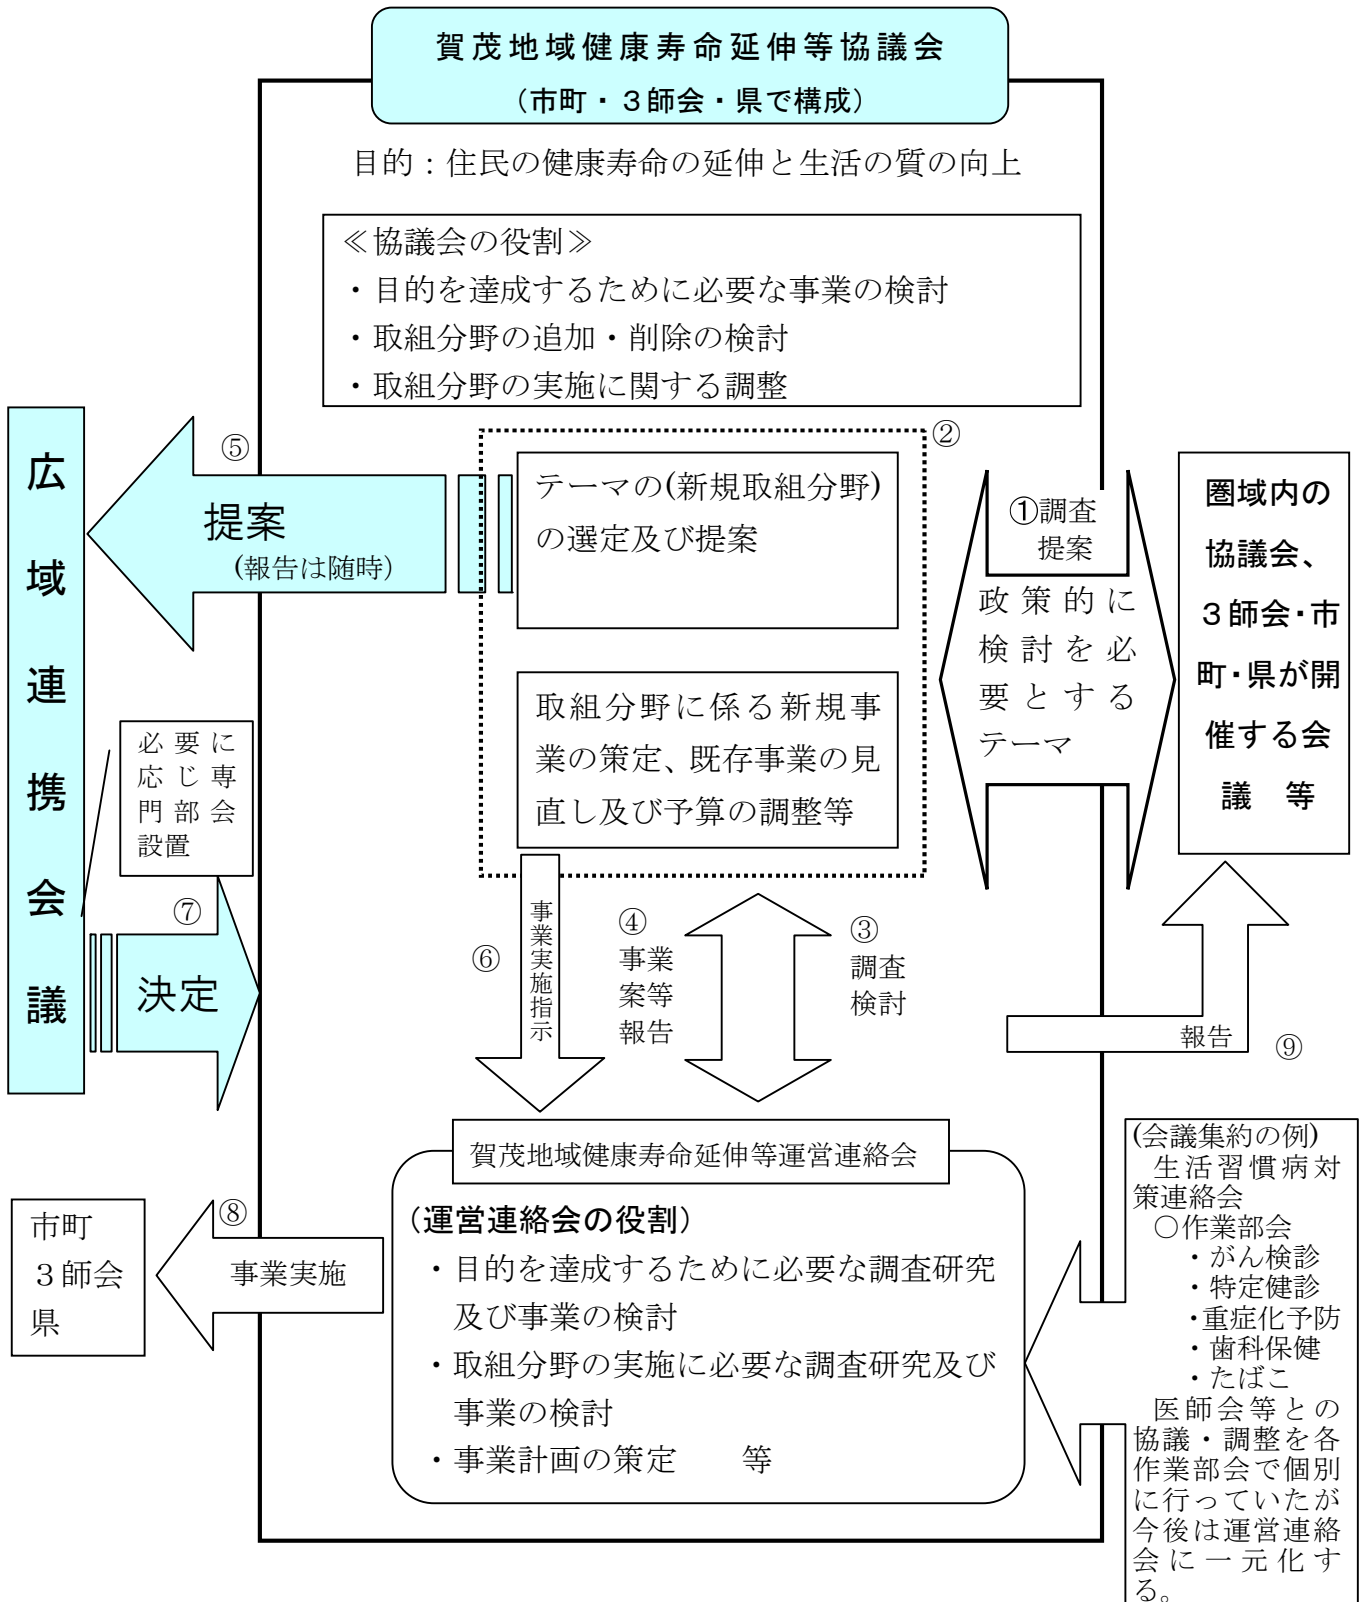 賀茂地域健康寿命延伸等協議会
（市町・３師会・県で構成）
目的：住民の健康寿命の延伸と生活の質の向上
≪協議会の役割≫
・目的を達成するために必要な事業の検討
・取組分野の追加・削除の検討
・取組分野の実施に関する調整
広域連携会議
⑤
提案
(報告は随時）
②
テーマの(新規取組分野)
の選定及び提案
取組分野に係る新規事
業の策定、既存事業の見
直し及び予算の調整等
①調査
提案
政策的に
検討を必
要とする
テーマ
圏域内の
協議会、
３師会・市
町・県が開
催する会
議　等
必要に
応じ専
門部会
設置
⑦
決定
⑥
事業実施指示
④
事業
案等
報告
③
調査
検討
報告
⑨
賀茂地域健康寿命延伸等運営連絡会
（運営連絡会の役割）
・目的を達成するために必要な調査研究
及び事業の検討
・取組分野の実施に必要な調査研究及び
事業の検討
・事業計画の策定　　等
⑧
事業実施
市町
３師会
県
(会議集約の例)
生活習慣病対
策連絡会
○作業部会
・がん検診
・特定健診
・重症化予防
・歯科保健
・たばこ
医師会等との
協議・調整を各
作業部会で個別
に行っていたが
今後は運営連絡
会に一元化す
る。